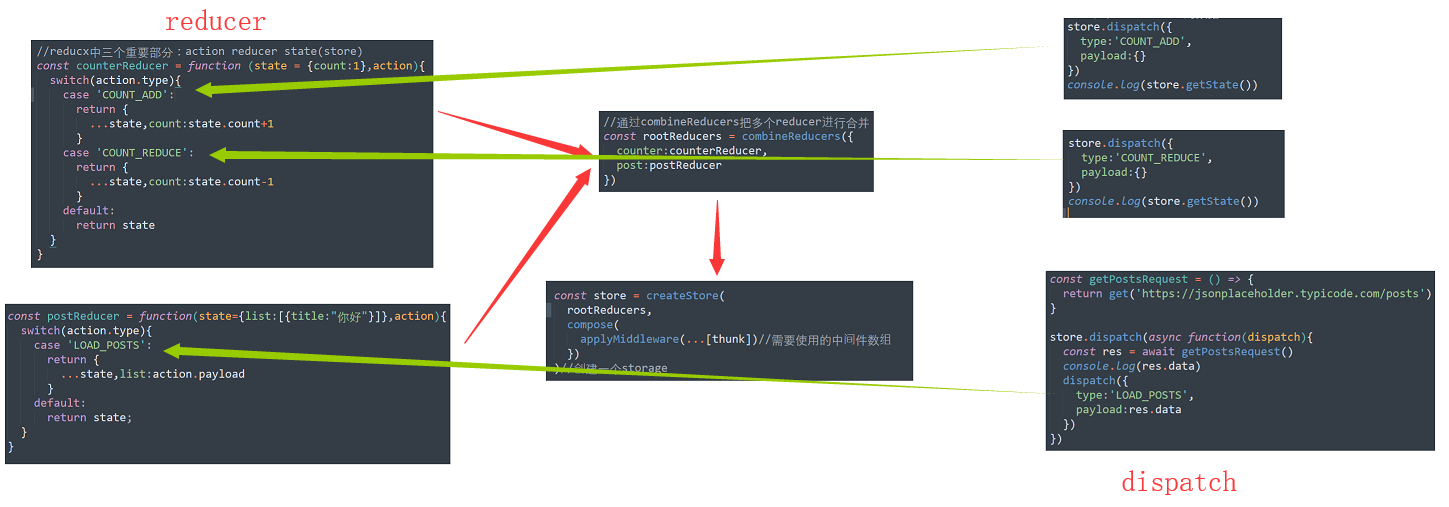 reducer
//reducx中三个重要部分：action reducer state(store)
const counterReducer = function (state = {count:1},action){
  switch(action.type){
    case 'COUNT_ADD':
      return {
        ...state,count:state.count+1
      }
    case 'COUNT_REDUCE':
      return {
        ...state,count:state.count-1
      }
    default:
      return state
  }
}
const postReducer = function(state={list:[{title:"你好"}]},action){
  switch(action.type){
    case 'LOAD_POSTS':
      return {
        ...state,list:action.payload
      }
    default:
      return state;
  }
}
//通过combineReducers把多个reducer进行合并
const rootReducers = combineReducers({
  counter:counterReducer,
  post:postReducer
})
const store = createStore(
  rootReducers,
  compose(
    applyMiddleware(...[thunk])//需要使用的中间件数组
  })
)//创建一个storage
store.dispatch({
  type:'COUNT_ADD',
  payload:{}
})
console.log(store.getState())
store.dispatch({
  type:'COUNT_REDUCE',
  payload:{}
})
console.log(store.getState())
const getPostsRequest = () => {
  return get('https://jsonplaceholder.typicode.com/posts')
}
store.dispatch(async function(dispatch){
  const res = await getPostsRequest()
  console.log(res.data)
  dispatch({
    type:'LOAD_POSTS',
    payload:res.data
  })
})
dispatch